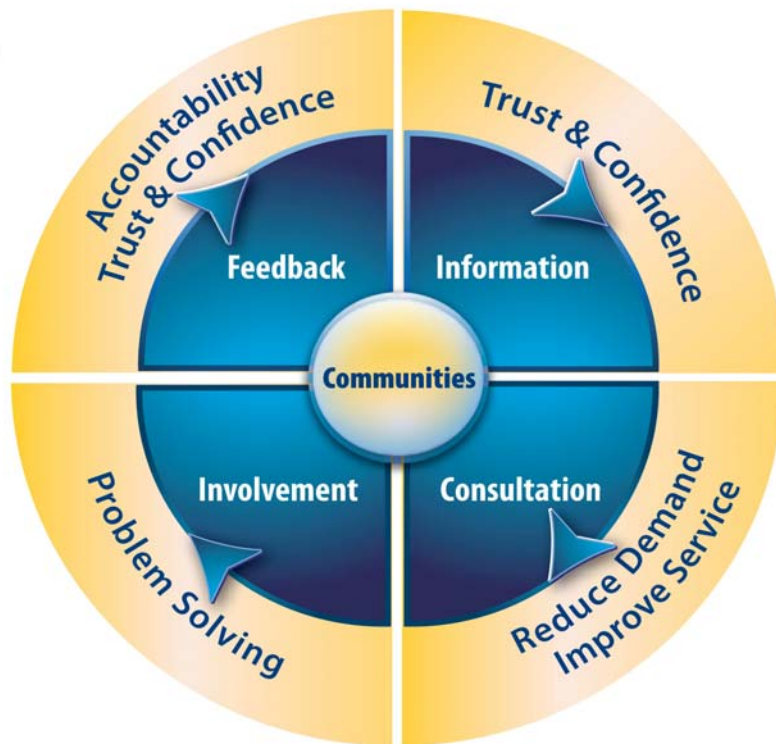 Accountability
Trust & Confidence
Trust & Confidence
Feedback
Information
Communities
Involvement
Consultation
Problem Solving
Reduce Demand
Improve Service